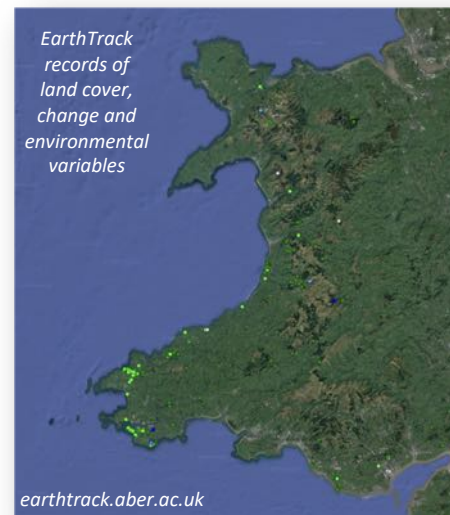 EarthTrack
records of
land cover,
change and
environmental
variables
earthtrack.aber.ac.uk